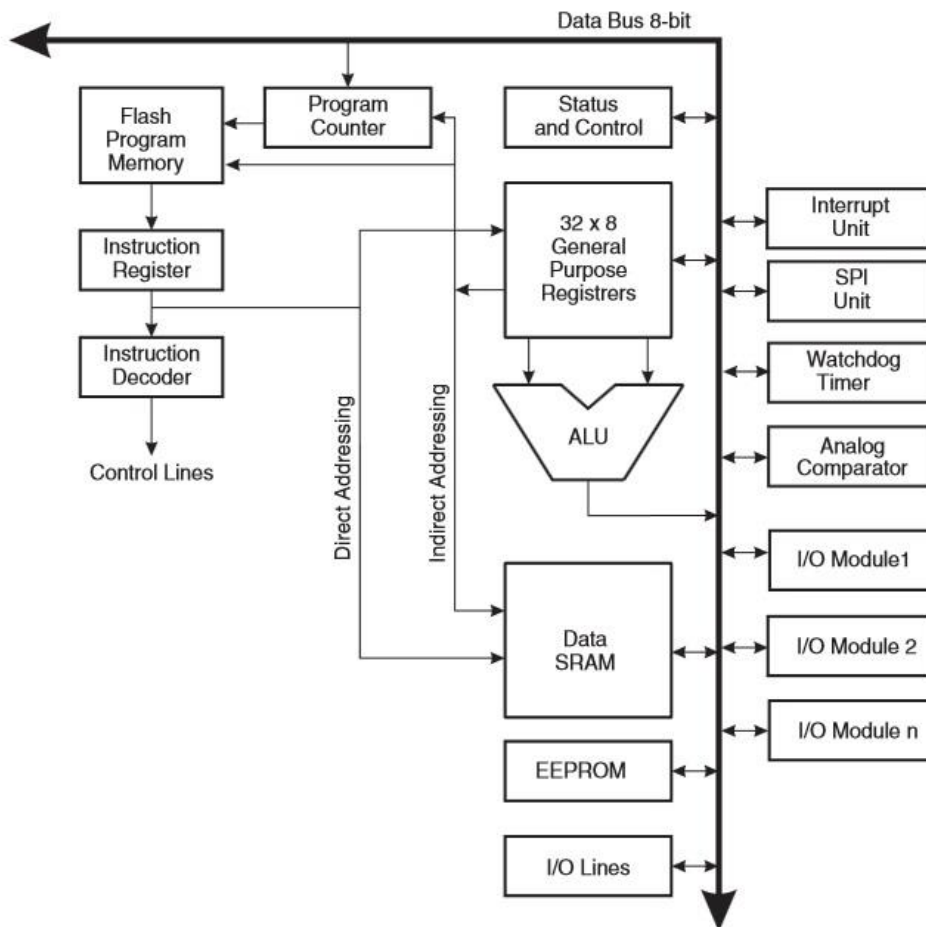 Data Bus 8-bit
Flash
Program
Memory
Program
Counter
Status
and Control
32 x 8
General
Purpose
Registrers
Interrupt
Unit
Instruction
Register
SPI
Unit
Instruction
Decoder
Watchdog
Timer
ALU
Analog
Comparator
Control Lines
Direct Addressing
Indirect Addressing
I/O Module1
Data
SRAM
I/O Module 2
I/O Module n
EEPROM
I/O Lines